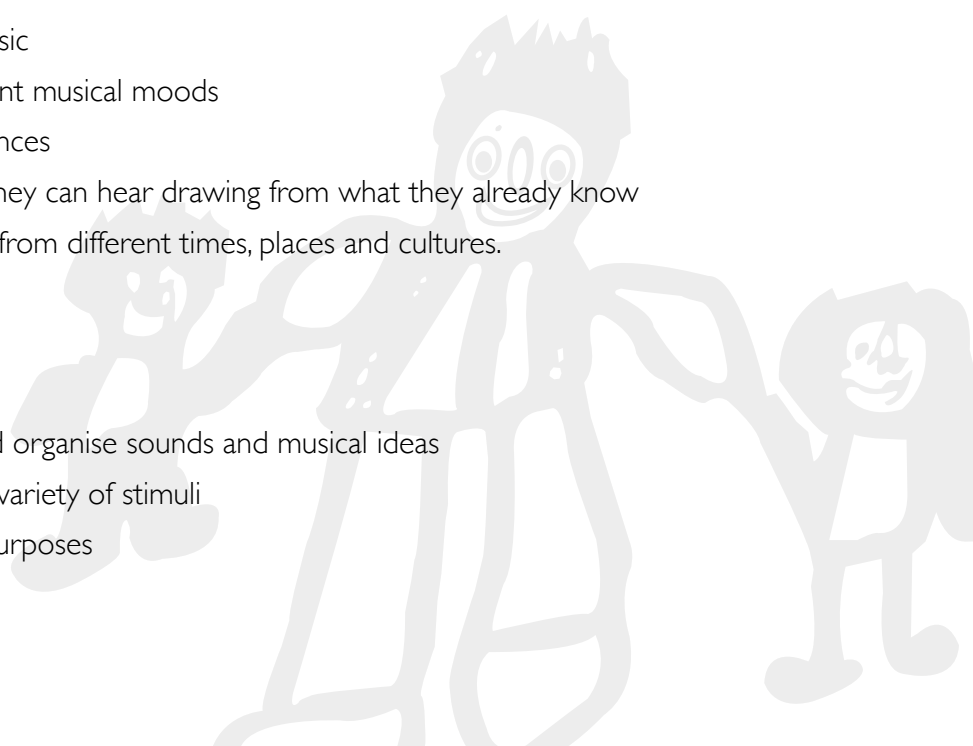 sic
nt musical moods
nces
hey can hear drawing from what they already know
from different times, places and cultures.
d organise sounds and musical ideas
variety of stimuli
urposes